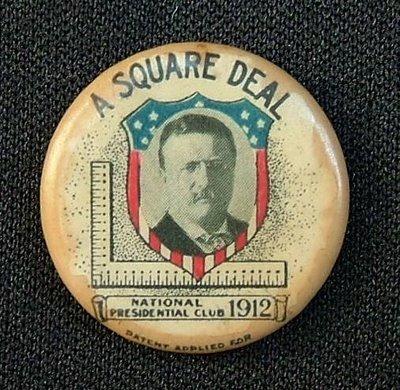 A SQUARE DEAL
NATIONAL
PRESIDENTIAL CLUB 1912
PATENT APPLIED FOR